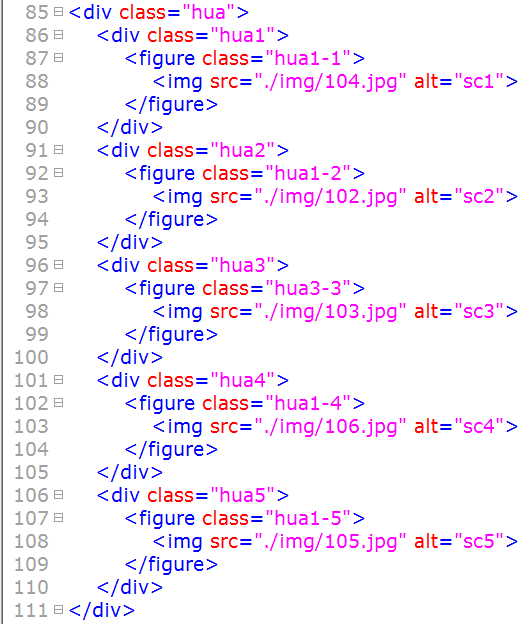 85 <div class="hua">
86 <div class="hua1">
87 <figure class="hua1-1">
88 <img src="./img/104.jpg" alt="sc1">
89 </figure>
90 </div>
91 <div class="hua2">
92 <figure class="hua1-2">
93 <img src="./img/102.jpg" alt="sc2">
94 </figure>
95 </div>
96 <div class="hua3">
97 <figure class="hua3-3">
98 <img src="./img/103.jpg" alt="sc3">
99 </figure>
100 </div>
101 <div class="hua4">
102 <figure class="hua1-4">
103 <img src="./img/106.jpg" alt="sc4">
104 </figure>
105 </div>
106 <div class="hua5">
107 <figure class="hua1-5">
108 <img src="./img/105.jpg" alt="sc5">
109 </figure>
110 </div>
111 </div>